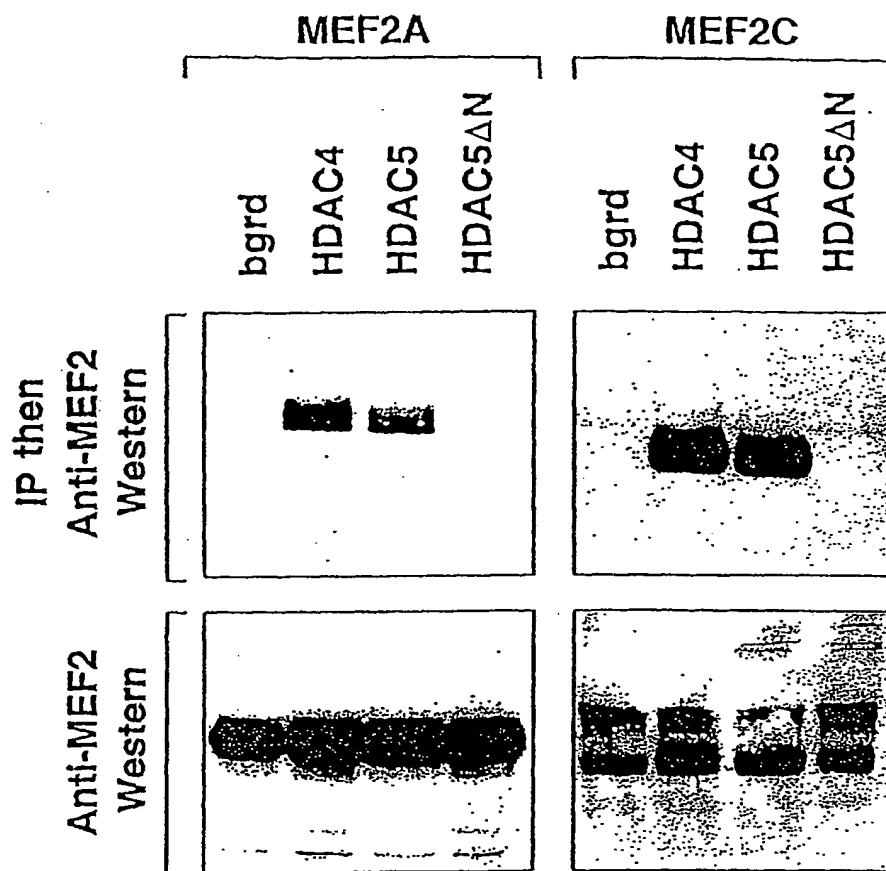 MEF2A
MEF2C
bgrd
HDAC4
HDAC5
HDAC5ΔN
bgrd
HDAC4
HDAC5
HDAC5ΔN
IP then
Anti-MEF2
Western
Anti-MEF2
Western